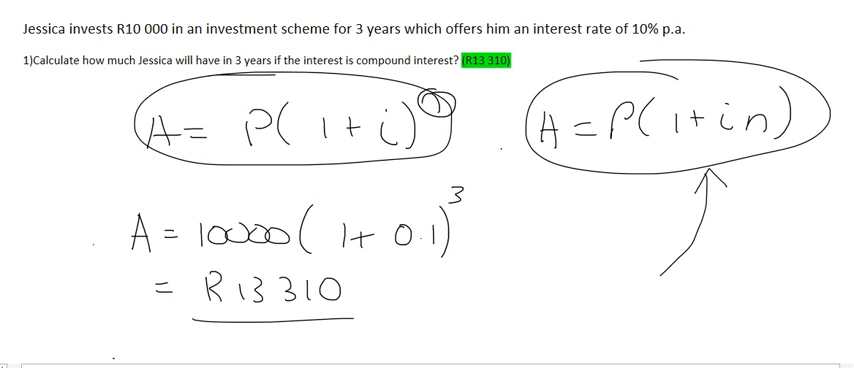 Jessica invests R10 000 in an investment scheme for 3 years which offers him an interest rate of 10% p.a.
1)Calculate how much Jessica will have in 3 years if the interest is compound interest? (R13 310)
A = P(1+i)ⁿ
A = P(1+in)
A = 10000(1+0.1)³
= R13 310